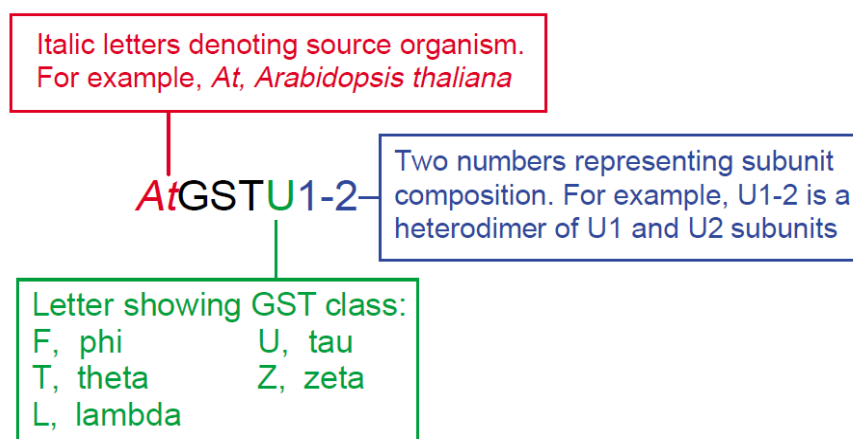 Italic letters denoting source organism.
For example, At, Arabidopsis thaliana
AtGSTU1-2
Two numbers representing subunit
composition. For example, U1-2 is a
heterodimer of U1 and U2 subunits
Letter showing GST class:
F, phi U, tau
T, theta Z, zeta
L, lambda